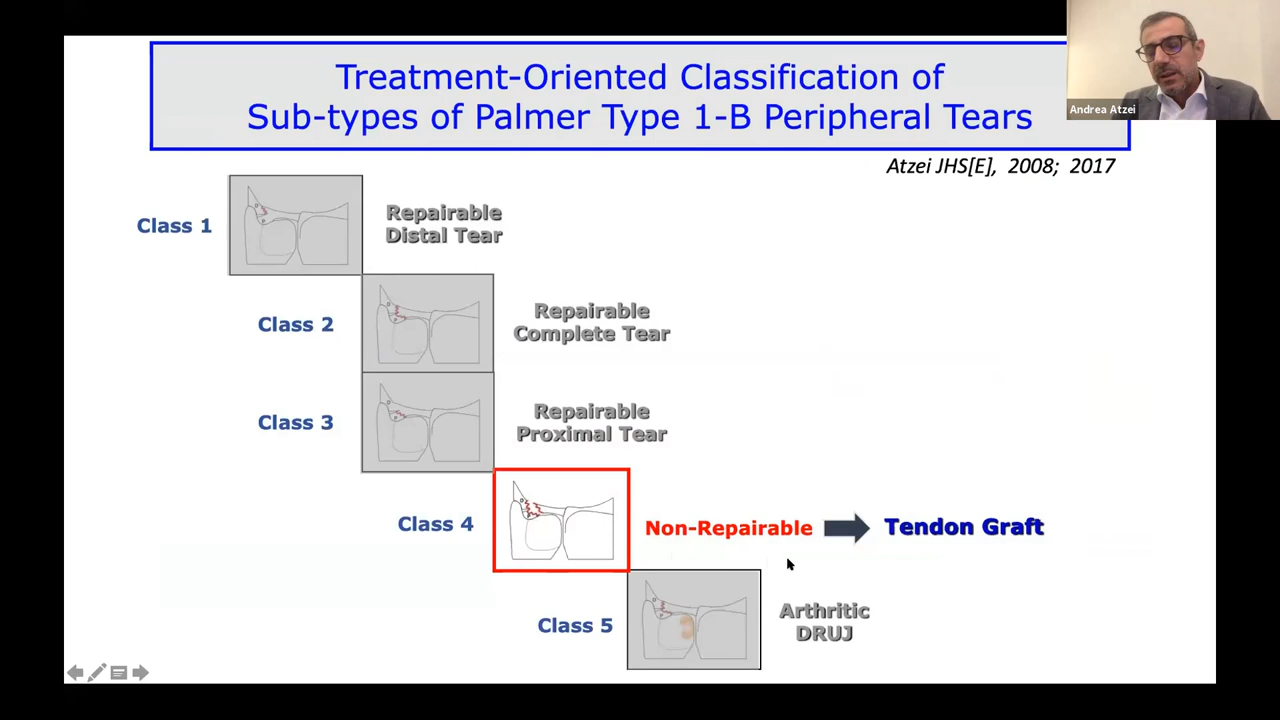 Treatment-Oriented Classification of
Sub-types of Palmer Type 1-B Peripheral Tears
Andrea Atzei
Atzei JHS[E], 2008; 2017
Class 1
Repairable
Distal Tear
Class 2
Repairable
Complete Tear
Class 3
Repairable
Proximal Tear
Class 4
Non-Repairable
Tendon Graft
Class 5
Arthritic
DRUJ